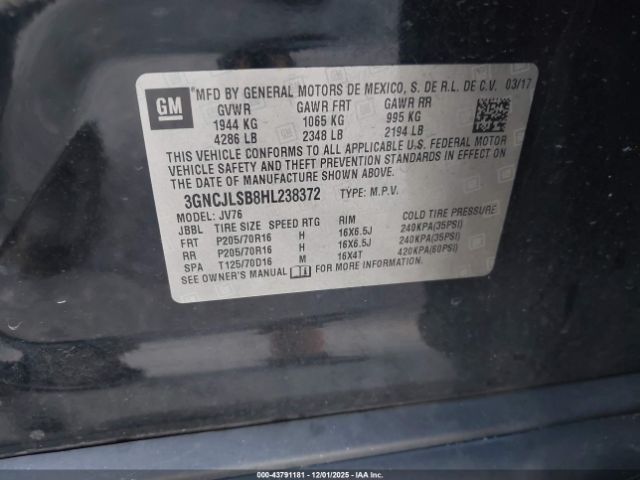 GM
*MFD BY GENERAL MOTORS DE MEXICO, S. DE R.L. DE C.V. 03/17
GVWR GAWR FRT GAWR RR
1944 KG 1065 KG 995 KG
4286 LB 2348 LB 2194 LB
THIS VEHICLE CONFORMS TO ALL APPLICABLE U.S. FEDERAL MOTOR
VEHICLE SAFETY AND THEFT PREVENTION STANDARDS IN EFFECT ON
THE DATE OF MANUFACTURE SHOWN ABOVE.
3GNCJLSB8HL238372 TYPE: M.P.V.
MODEL: JV76
JBBL TIRE SIZE SPEED RTG RIM COLD TIRE PRESSURE
FRT P205/70R16 H 16X6.5J 240KPA(35PSI)
RR P205/70R16 H 16X6.5J 240KPA(35PSI)
SPA T125/70D16 M 16X4T 420KPA(60PSI)
SEE OWNER'S MANUAL FOR MORE INFORMATION.
© IAA STOCK #: 43791181 - 12/01/2025 - IAAI.COM